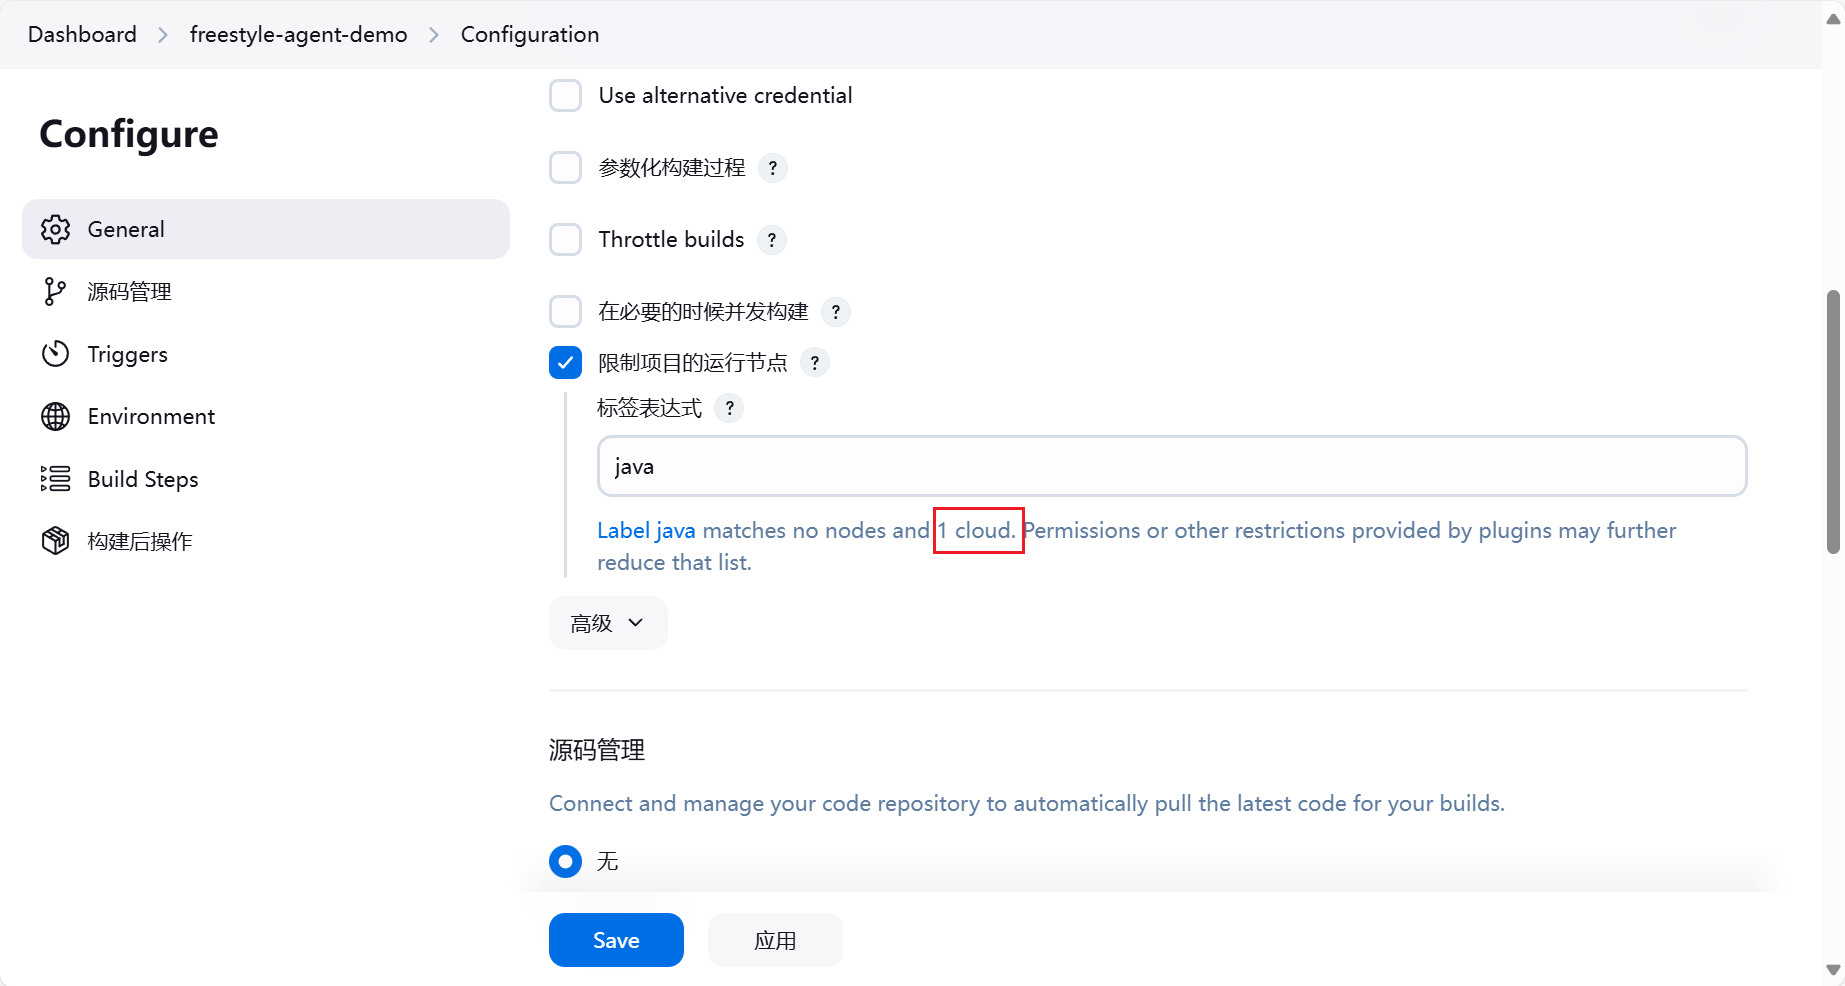 Dashboard > freestyle-agent-demo > Configuration
Configure
General
源码管理
Triggers
Environment
Build Steps
构建后操作
Use alternative credential
参数化构建过程 ?
Throttle builds ?
在必要的时候并发构建 ?
限制项目的运行节点 ?
标签表达式 ?
java
Label java matches no nodes and 1 cloud. Permissions or other restrictions provided by plugins may further
reduce that list.
高级
源码管理
Connect and manage your code repository to automatically pull the latest code for your builds.
无
Save 应用